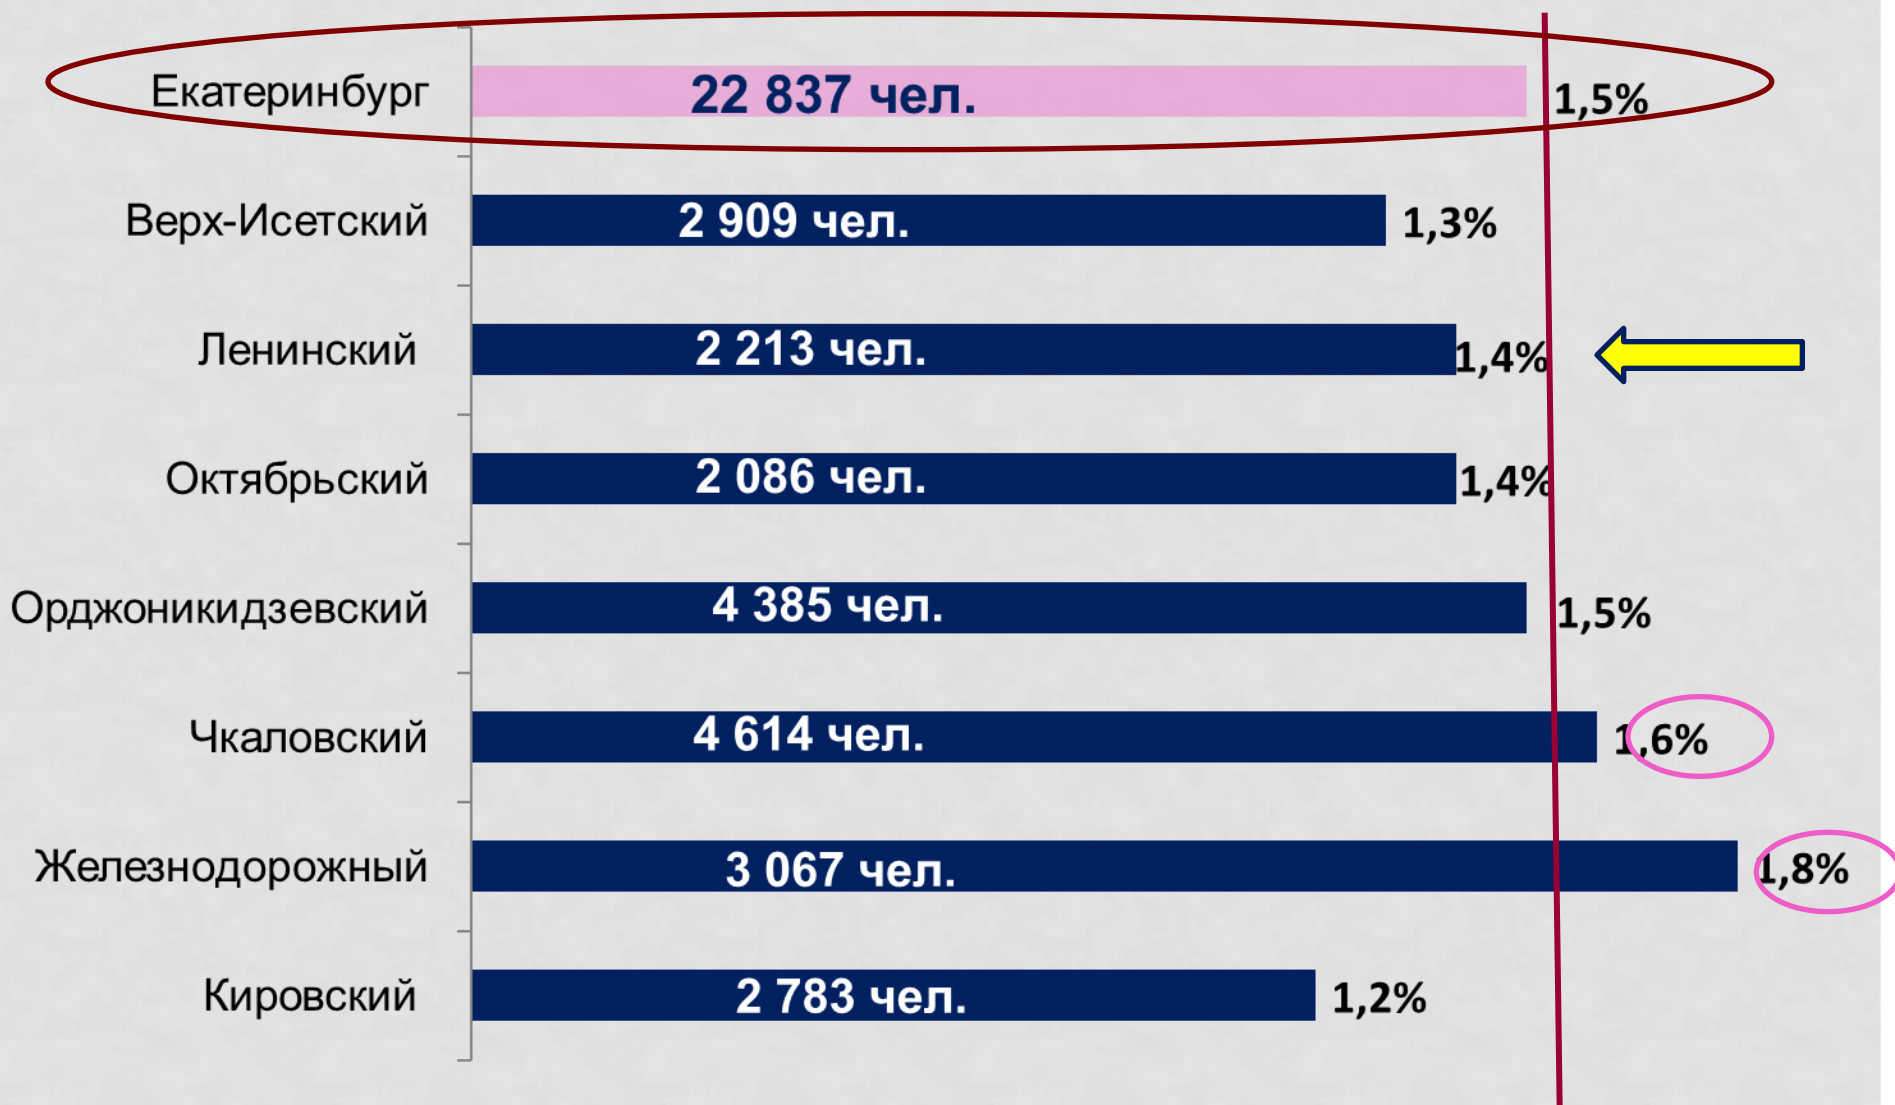 Екатеринбург 22 837 чел. 1,5%
Верх-Исетский 2 909 чел. 1,3%
Ленинский 2 213 чел. 1,4%
Октябрьский 2 086 чел. 1,4%
Орджоникидзевский 4 385 чел. 1,5%
Чкаловский 4 614 чел. 1,6%
Железнодорожный 3 067 чел. 1,8%
Кировский 2 783 чел. 1,2%